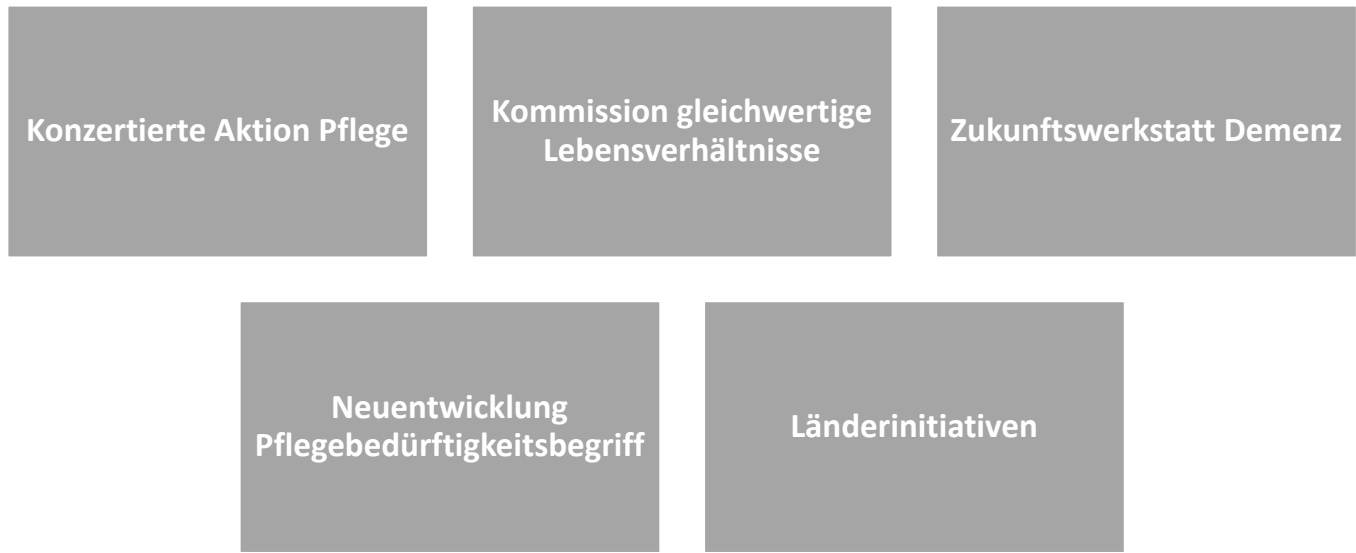 Konzertierte Aktion Pflege
Kommission gleichwertige
Lebensverhältnisse
Zukunftswerkstatt Demenz
Neuentwicklung
Pflegebedürftigkeitsbegriff
Länderinitiativen